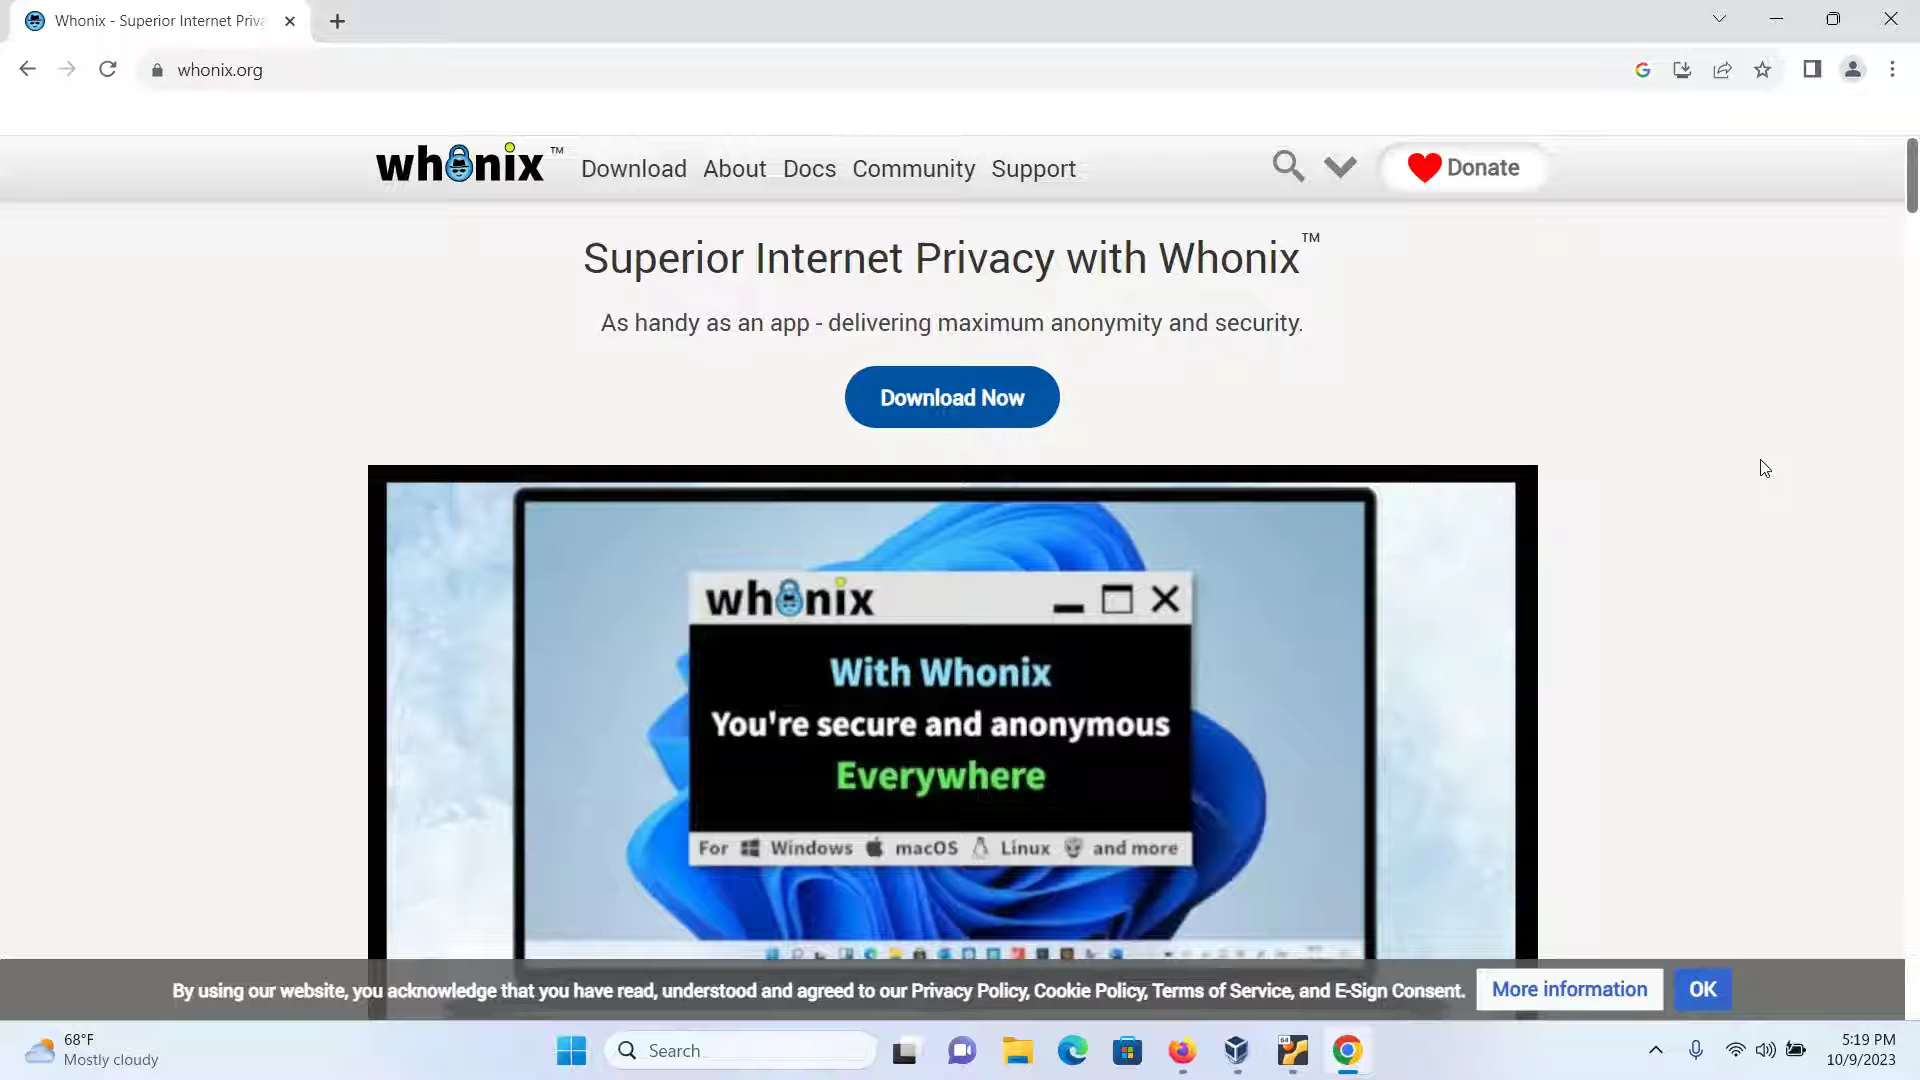 Whonix - Superior Internet Priva
whonix.org
whonix ™
Download About Docs Community Support
Donate
Superior Internet Privacy with Whonix™
As handy as an app - delivering maximum anonymity and security.
Download Now
whonix
With Whonix
You're secure and anonymous
Everywhere
For Windows macOS Linux and more
By using our website, you acknowledge that you have read, understood and agreed to our Privacy Policy, Cookie Policy, Terms of Service, and E-Sign Consent. More information OK
68°F
Mostly cloudy
Search
64
5:19 PM
10/9/2023